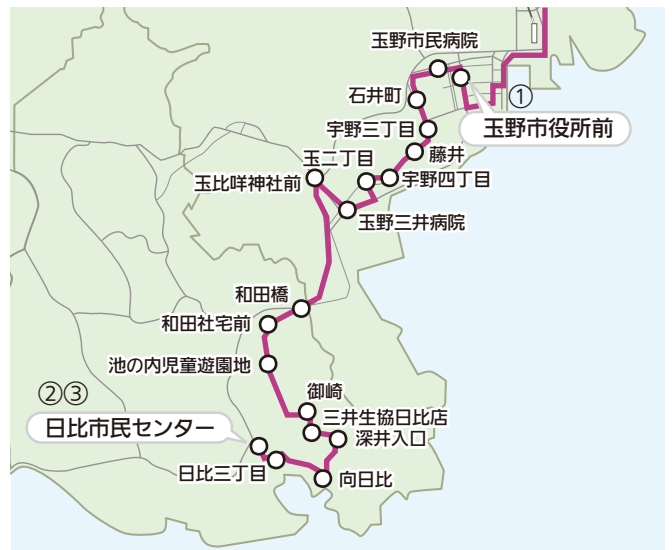 玉野市民病院
①
石井町
玉野市役所前
宇野三丁目
藤井
玉二丁目
玉比咩神社前
宇野四丁目
玉野三井病院
和田橋
和田社宅前
池の内児童遊園地
②③
御崎
三井生協日比店
日比市民センター
深井入口
日比三丁目
向日比